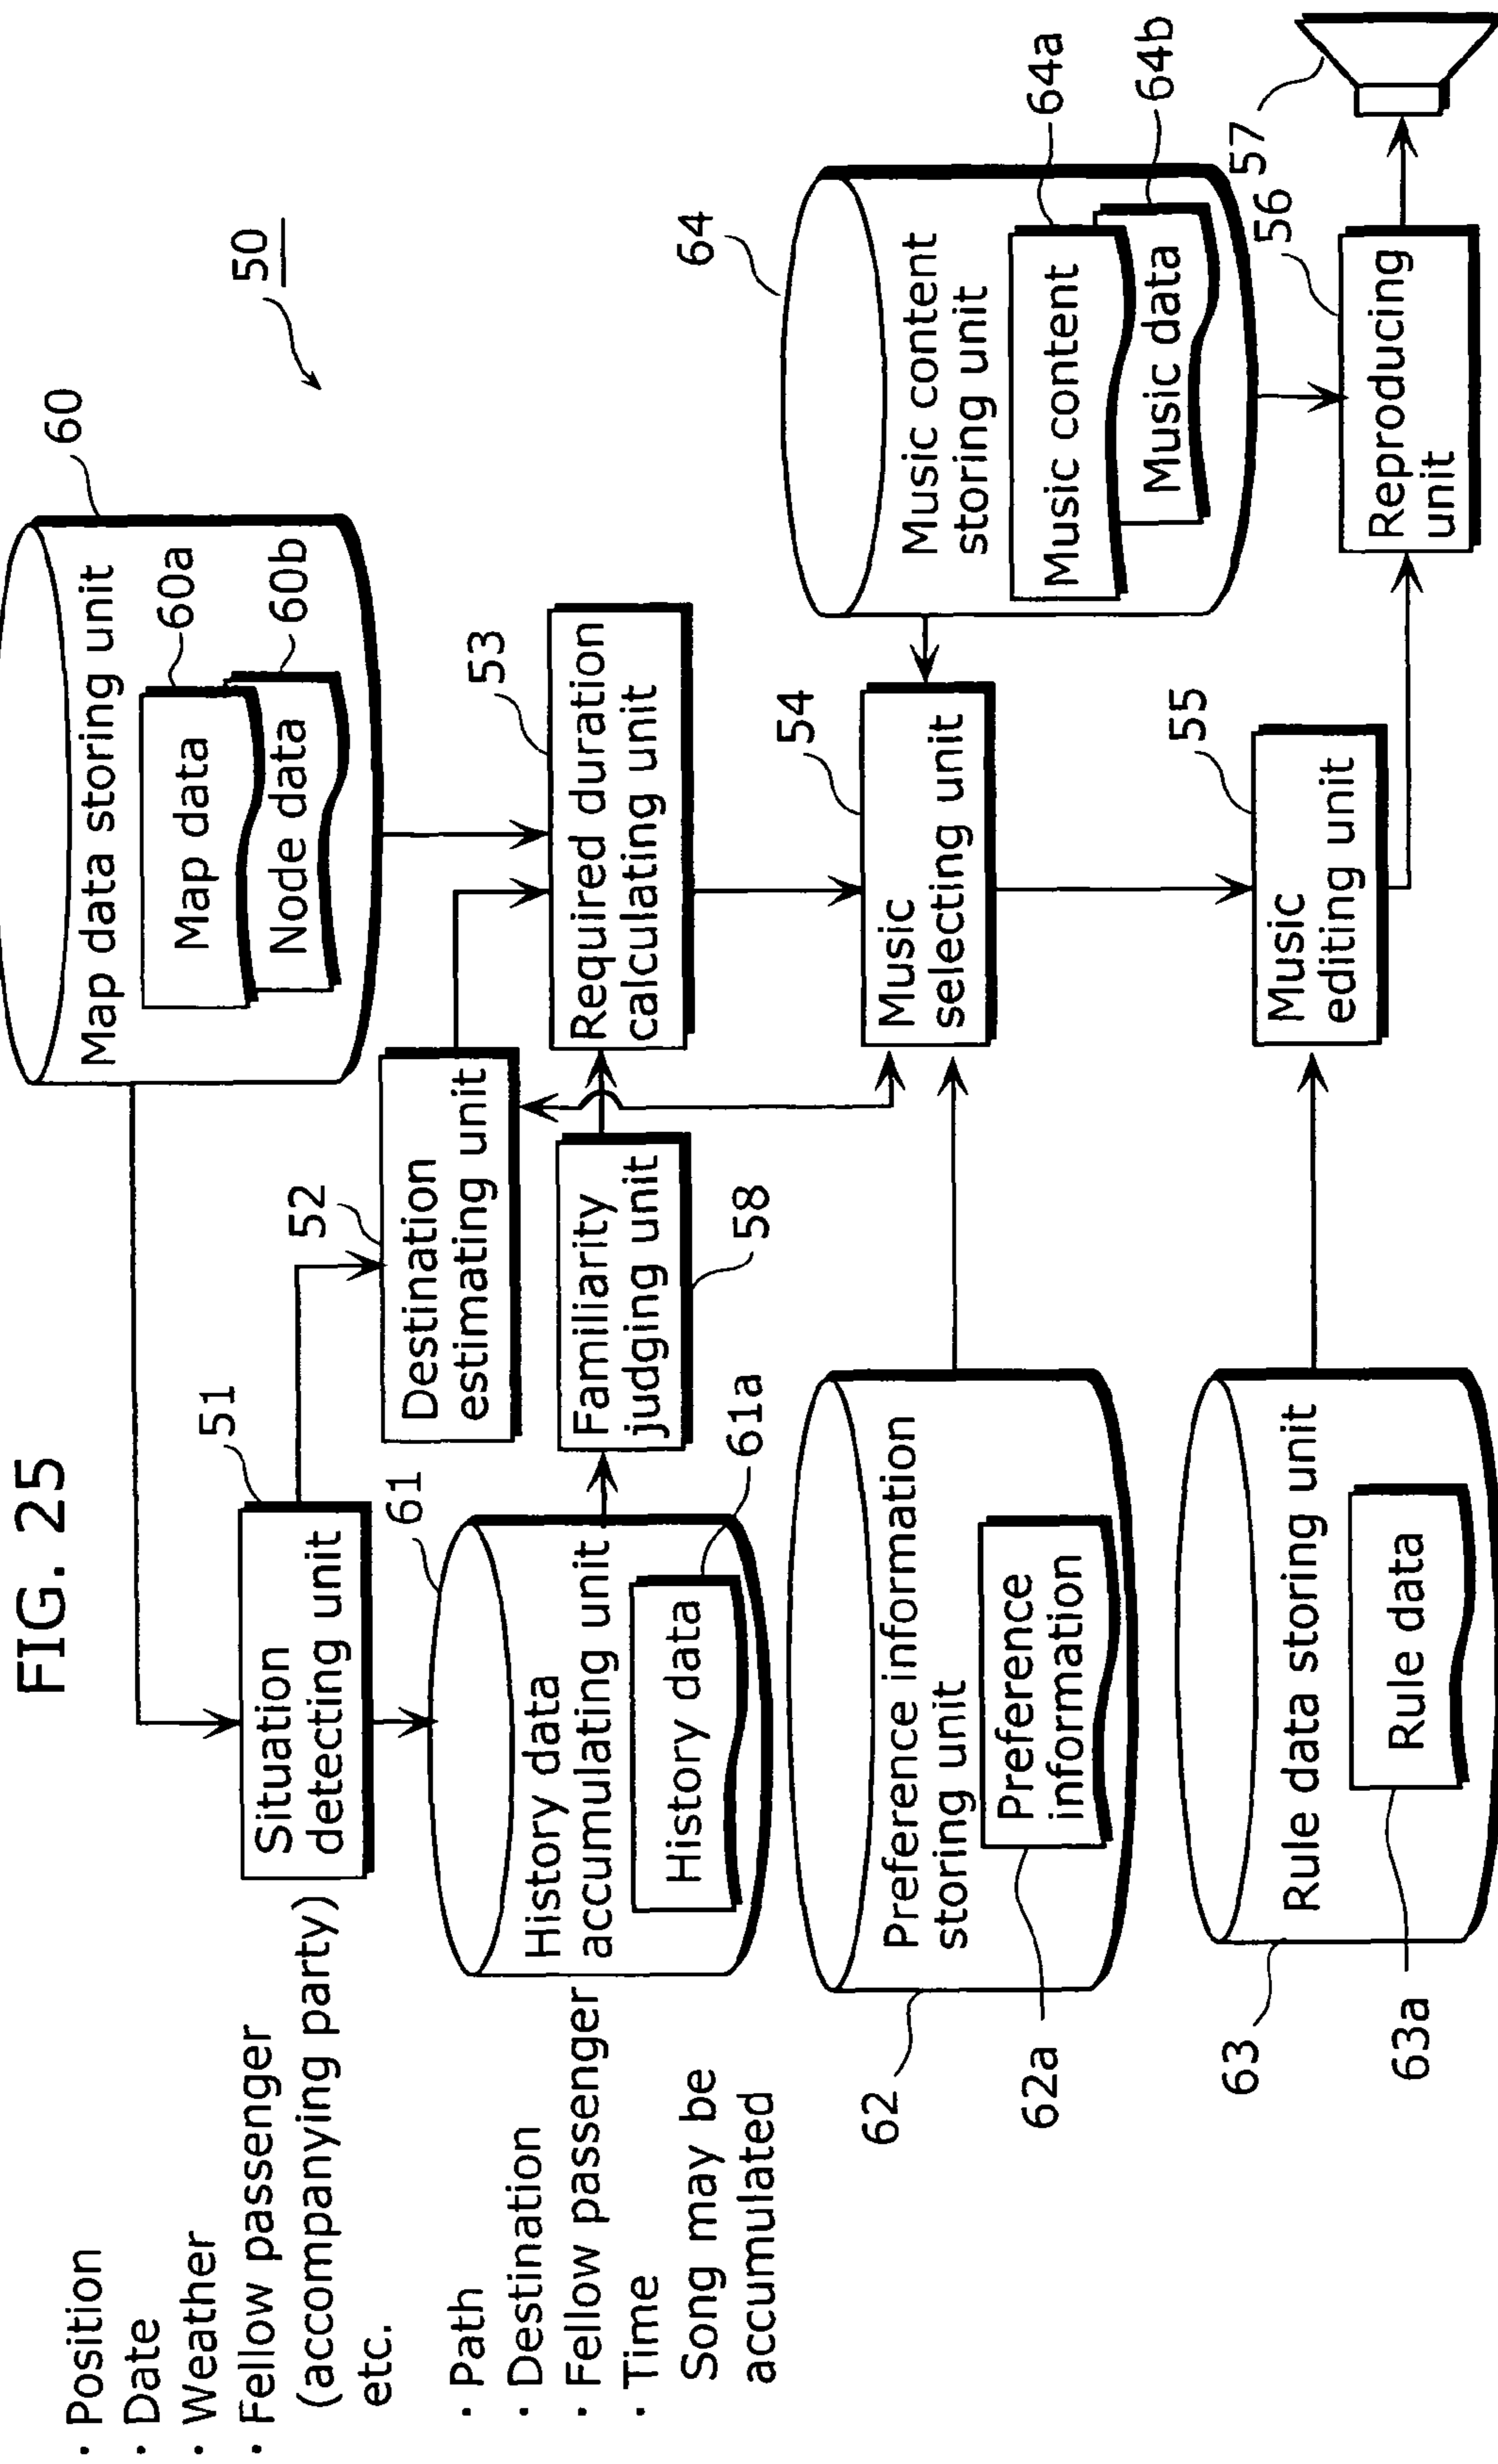 FIG. 25
· Position
· Date
· Weather
· Fellow passenger
(accompanying party)
etc.
· Path
· Destination
· Fellow passenger
· Time
Song may be
accumulated
50
60
Map data storing unit
Map data
60a
Node data
60b
51
Situation
detecting unit
52
Destination
estimating unit
53
Required duration
calculating unit
61
History data
accumulating unit
History data
61a
Familiarity
judging unit
58
54
Music
selecting unit
64
Music content
storing unit
Music content
64a
Music data
64b
62
Preference information
storing unit
Preference
information
62a
55
Music
editing unit
56
Reproducing
unit
57
63
Rule data storing unit
Rule data
63a